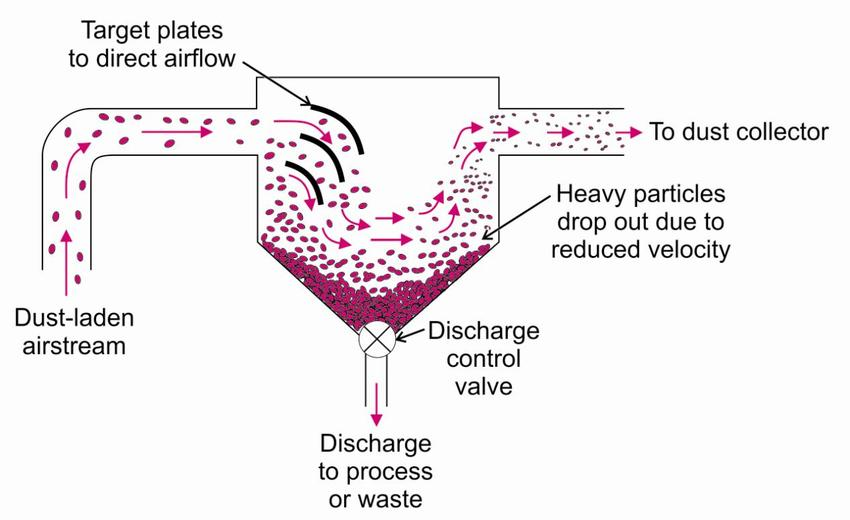 Target plates
to direct airflow
To dust collector
Heavy particles
drop out due to
reduced velocity
Dust-laden
airstream
Discharge
control
valve
Discharge
to process
or waste